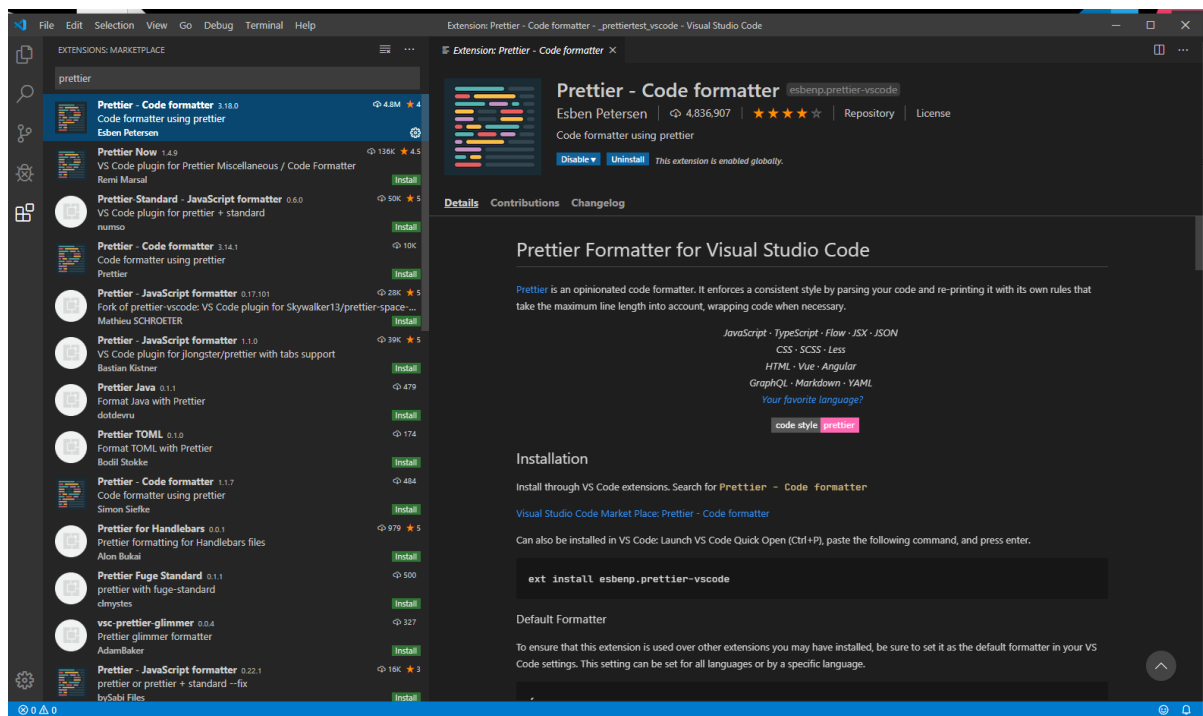 File Edit Selection View Go Debug Terminal Help
Extension: Prettier - Code formatter - _prettiertest_vscode - Visual Studio Code
EXTENSIONS: MARKETPLACE
prettier
Prettier - Code formatter 3.18.0 4.8M ★ 4
Code formatter using prettier
Esben Petersen
Prettier Now 1.4.9 136K ★ 4.5
VS Code plugin for Prettier Miscellaneous / Code Formatter
Remi Marsal Install
Prettier-Standard - JavaScript formatter 0.6.0 50K ★ 5
VS Code plugin for prettier + standard
numso Install
Prettier - Code formatter 3.14.1 10K
Code formatter using prettier
Prettier Install
Prettier - JavaScript formatter 0.17.101 28K ★ 5
Fork of prettier-vscode: VS Code plugin for Skywalker13/prettier-space-...
Mathieu SCHROETER Install
Prettier - JavaScript formatter 1.1.0 39K ★ 5
VS Code plugin for jlongster/prettier with tabs support
Bastian Kistner Install
Prettier Java 0.1.1 479
Format Java with Prettier
dotdevru Install
Prettier TOML 0.1.0 174
Format TOML with Prettier
Bodil Stokke Install
Prettier - Code formatter 1.1.7 484
Code formatter using prettier
Simon Siefke Install
Prettier for Handlebars 0.0.1 979 ★ 5
Prettier formatting for Handlebars files
Alon Bukai Install
Prettier Fuge Standard 0.1.1 500
prettier with fuge-standard
clmystes Install
vsc-prettier-glimmer 0.0.4 327
Prettier glimmer formatter
AdamBaker Install
Prettier - JavaScript formatter 0.22.1 16K ★ 3
prettier or prettier + standard --fix
bySabi Files Install
Extension: Prettier - Code formatter
Prettier - Code formatter esbenp.prettier-vscode
Esben Petersen | 4,836,907 | ★★★★☆ | Repository | License
Code formatter using prettier
Disable Uninstall This extension is enabled globally.
Details Contributions Changelog
Prettier Formatter for Visual Studio Code
Prettier is an opinionated code formatter. It enforces a consistent style by parsing your code and re-printing it with its own rules that
take the maximum line length into account, wrapping code when necessary.
JavaScript · TypeScript · Flow · JSX · JSON
CSS · SCSS · Less
HTML · Vue · Angular
GraphQL · Markdown · YAML
Your favorite language?
code style prettier
Installation
Install through VS Code extensions. Search for Prettier - Code formatter
Visual Studio Code Market Place: Prettier - Code formatter
Can also be installed in VS Code: Launch VS Code Quick Open (Ctrl+P), paste the following command, and press enter.
ext install esbenp.prettier-vscode
Default Formatter
To ensure that this extension is used over other extensions you may have installed, be sure to set it as the default formatter in your VS
Code settings. This setting can be set for all languages or by a specific language.
0 0